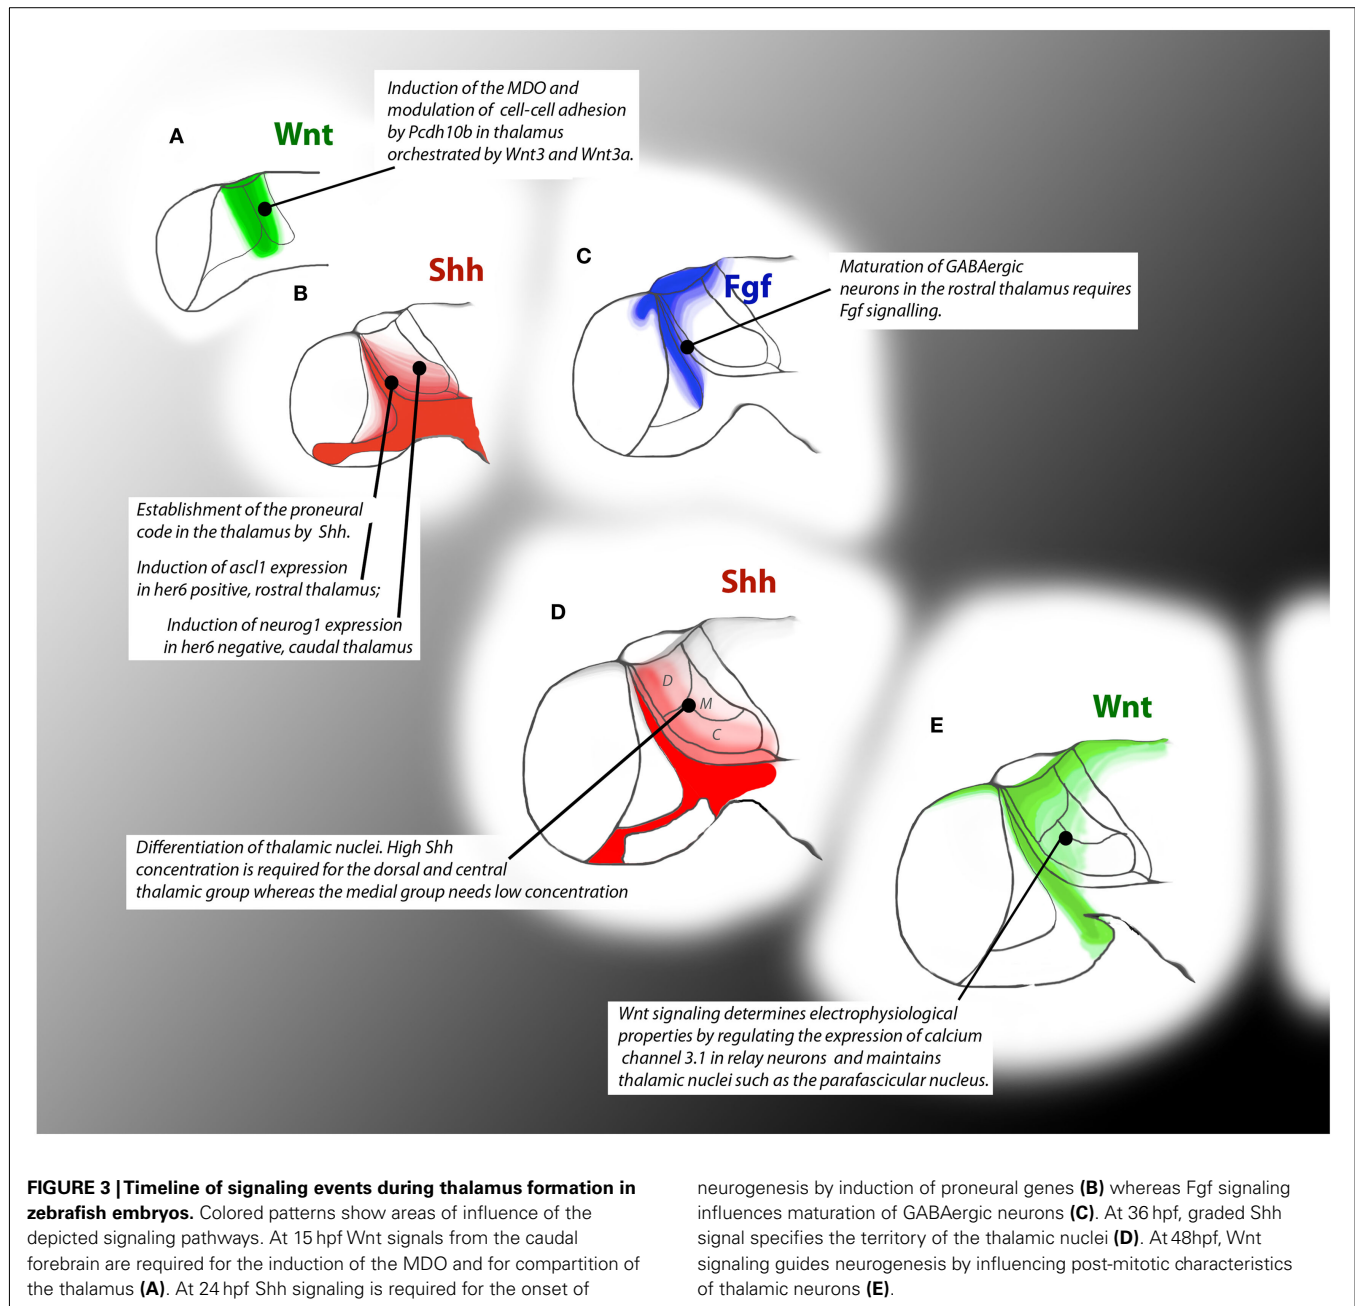 A
Wnt
Induction of the MDO and
modulation of cell-cell adhesion
by Pcdh10b in thalamus
orchestrated by Wnt3 and Wnt3a.
B
Shh
Establishment of the proneural
code in the thalamus by Shh.
Induction of ascl1 expression
in her6 positive, rostral thalamus;
Induction of neurog1 expression
in her6 negative, caudal thalamus
C
Fgf
Maturation of GABAergic
neurons in the rostral thalamus requires
Fgf signalling.
D
Shh
D
M
C
Differentiation of thalamic nuclei. High Shh
concentration is required for the dorsal and central
thalamic group whereas the medial group needs low concentration
E
Wnt
Wnt signaling determines electrophysiological
properties by regulating the expression of calcium
channel 3.1 in relay neurons and maintains
thalamic nuclei such as the parafascicular nucleus.
FIGURE 3 | Timeline of signaling events during thalamus formation in
zebrafish embryos. Colored patterns show areas of influence of the
depicted signaling pathways. At 15 hpf Wnt signals from the caudal
forebrain are required for the induction of the MDO and for compartition of
the thalamus (A). At 24 hpf Shh signaling is required for the onset of
neurogenesis by induction of proneural genes (B) whereas Fgf signaling
influences maturation of GABAergic neurons (C). At 36 hpf, graded Shh
signal specifies the territory of the thalamic nuclei (D). At 48hpf, Wnt
signaling guides neurogenesis by influencing post-mitotic characteristics
of thalamic neurons (E).